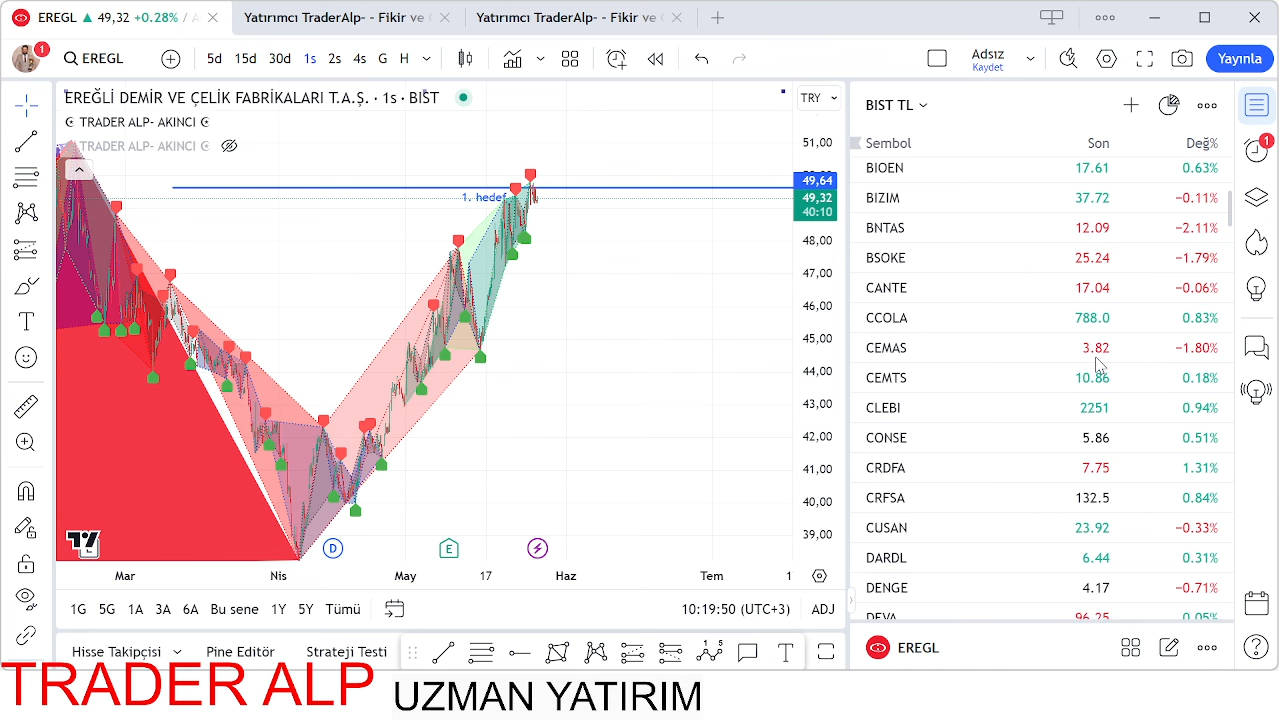 EREGL ▲ 49,32 +0.28% / A
Yatırımcı TraderAlp- - Fikir ve
Yatırımcı TraderAlp- - Fikir ve
1
EREGL
5d 15d 30d 1s 2s 4s G H
Adsız
Kaydet
Yayınla
EREĞLİ DEMİR VE ÇELİK FABRİKALARI T.A.Ş. · 1s · BIST
TRY
TRADER ALP- AKINCI
TRADER ALP- AKINCI
1. hedef
51,00
49,64
49,32
40:10
48,00
47,00
46,00
45,00
44,00
43,00
42,00
41,00
40,00
39,00
D
E
Mar Nis May 17 Haz Tem 1
1G 5G 1A 3A 6A Bu sene 1Y 5Y Tümü
10:19:50 (UTC+3) ADJ
Hisse Takipçisi Pine Editör Strateji Testi
5
BIST TL
Sembol Son Değ%
BIOEN 17.61 0.63%
BIZIM 37.72 −0.11%
BNTAS 12.09 −2.11%
BSOKE 25.24 −1.79%
CANTE 17.04 −0.06%
CCOLA 788.0 0.83%
CEMAS 3.82 −1.80%
CEMTS 10.86 0.18%
CLEBI 2251 0.94%
CONSE 5.86 0.51%
CRDFA 7.75 1.31%
CRFSA 132.5 0.84%
CUSAN 23.92 −0.33%
DARDL 6.44 0.31%
DENGE 4.17 −0.71%
DEVA 96.25 0.05%
EREGL
1
TRADER ALP UZMAN YATIRIM